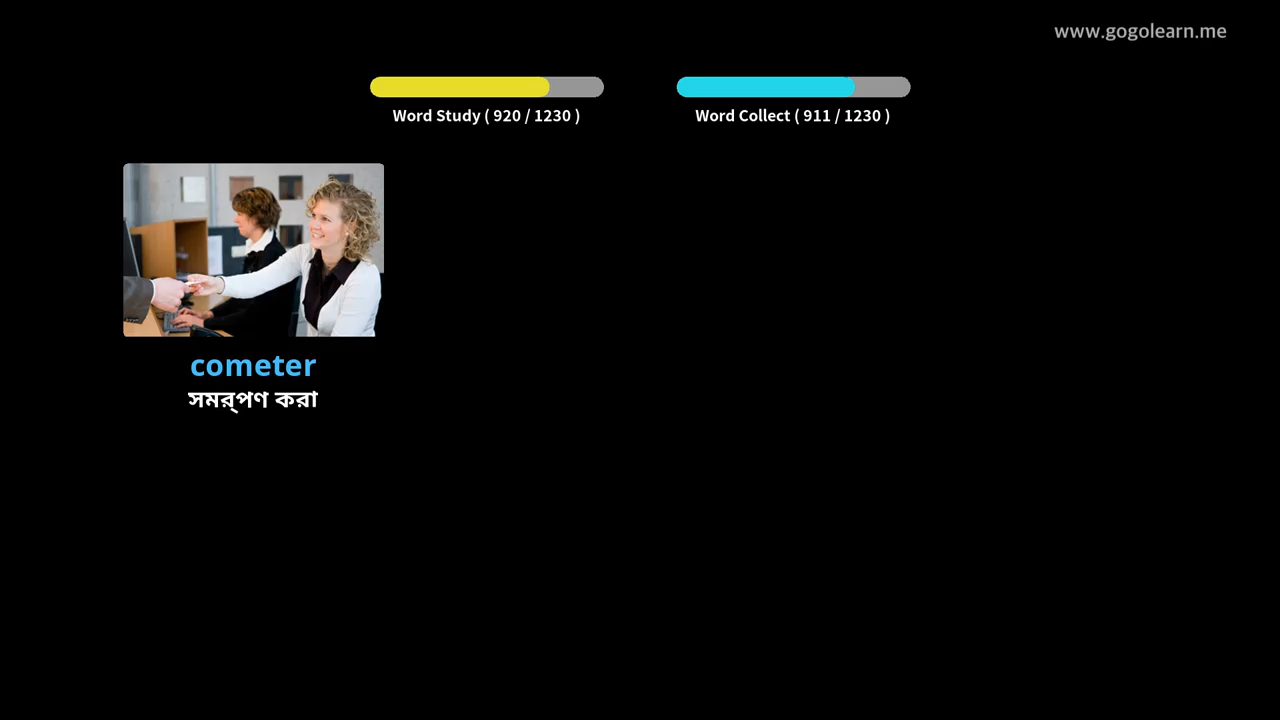 www.gogolearn.me
Word Study ( 920 / 1230 )
Word Collect ( 911 / 1230 )
cometer
সমর্পণ করা